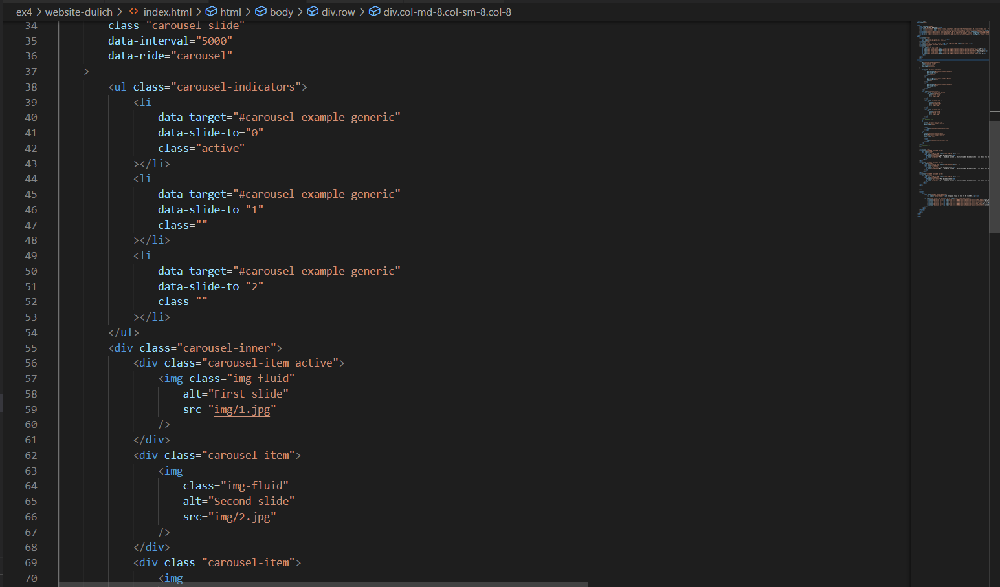 ex4 > website-dulich > index.html > html > body > div.row > div.col-md-8.col-sm-8.col-8
34 class="carousel slide"
35 data-interval="5000"
36 data-ride="carousel"
37 >
38 <ul class="carousel-indicators">
39 <li
40 data-target="#carousel-example-generic"
41 data-slide-to="0"
42 class="active"
43 ></li>
44 <li
45 data-target="#carousel-example-generic"
46 data-slide-to="1"
47 class=""
48 ></li>
49 <li
50 data-target="#carousel-example-generic"
51 data-slide-to="2"
52 class=""
53 ></li>
54 </ul>
55 <div class="carousel-inner">
56 <div class="carousel-item active">
57 <img class="img-fluid"
58 alt="First slide"
59 src="img/1.jpg"
60 />
61 </div>
62 <div class="carousel-item">
63 <img
64 class="img-fluid"
65 alt="Second slide"
66 src="img/2.jpg"
67 />
68 </div>
69 <div class="carousel-item">
70 <img